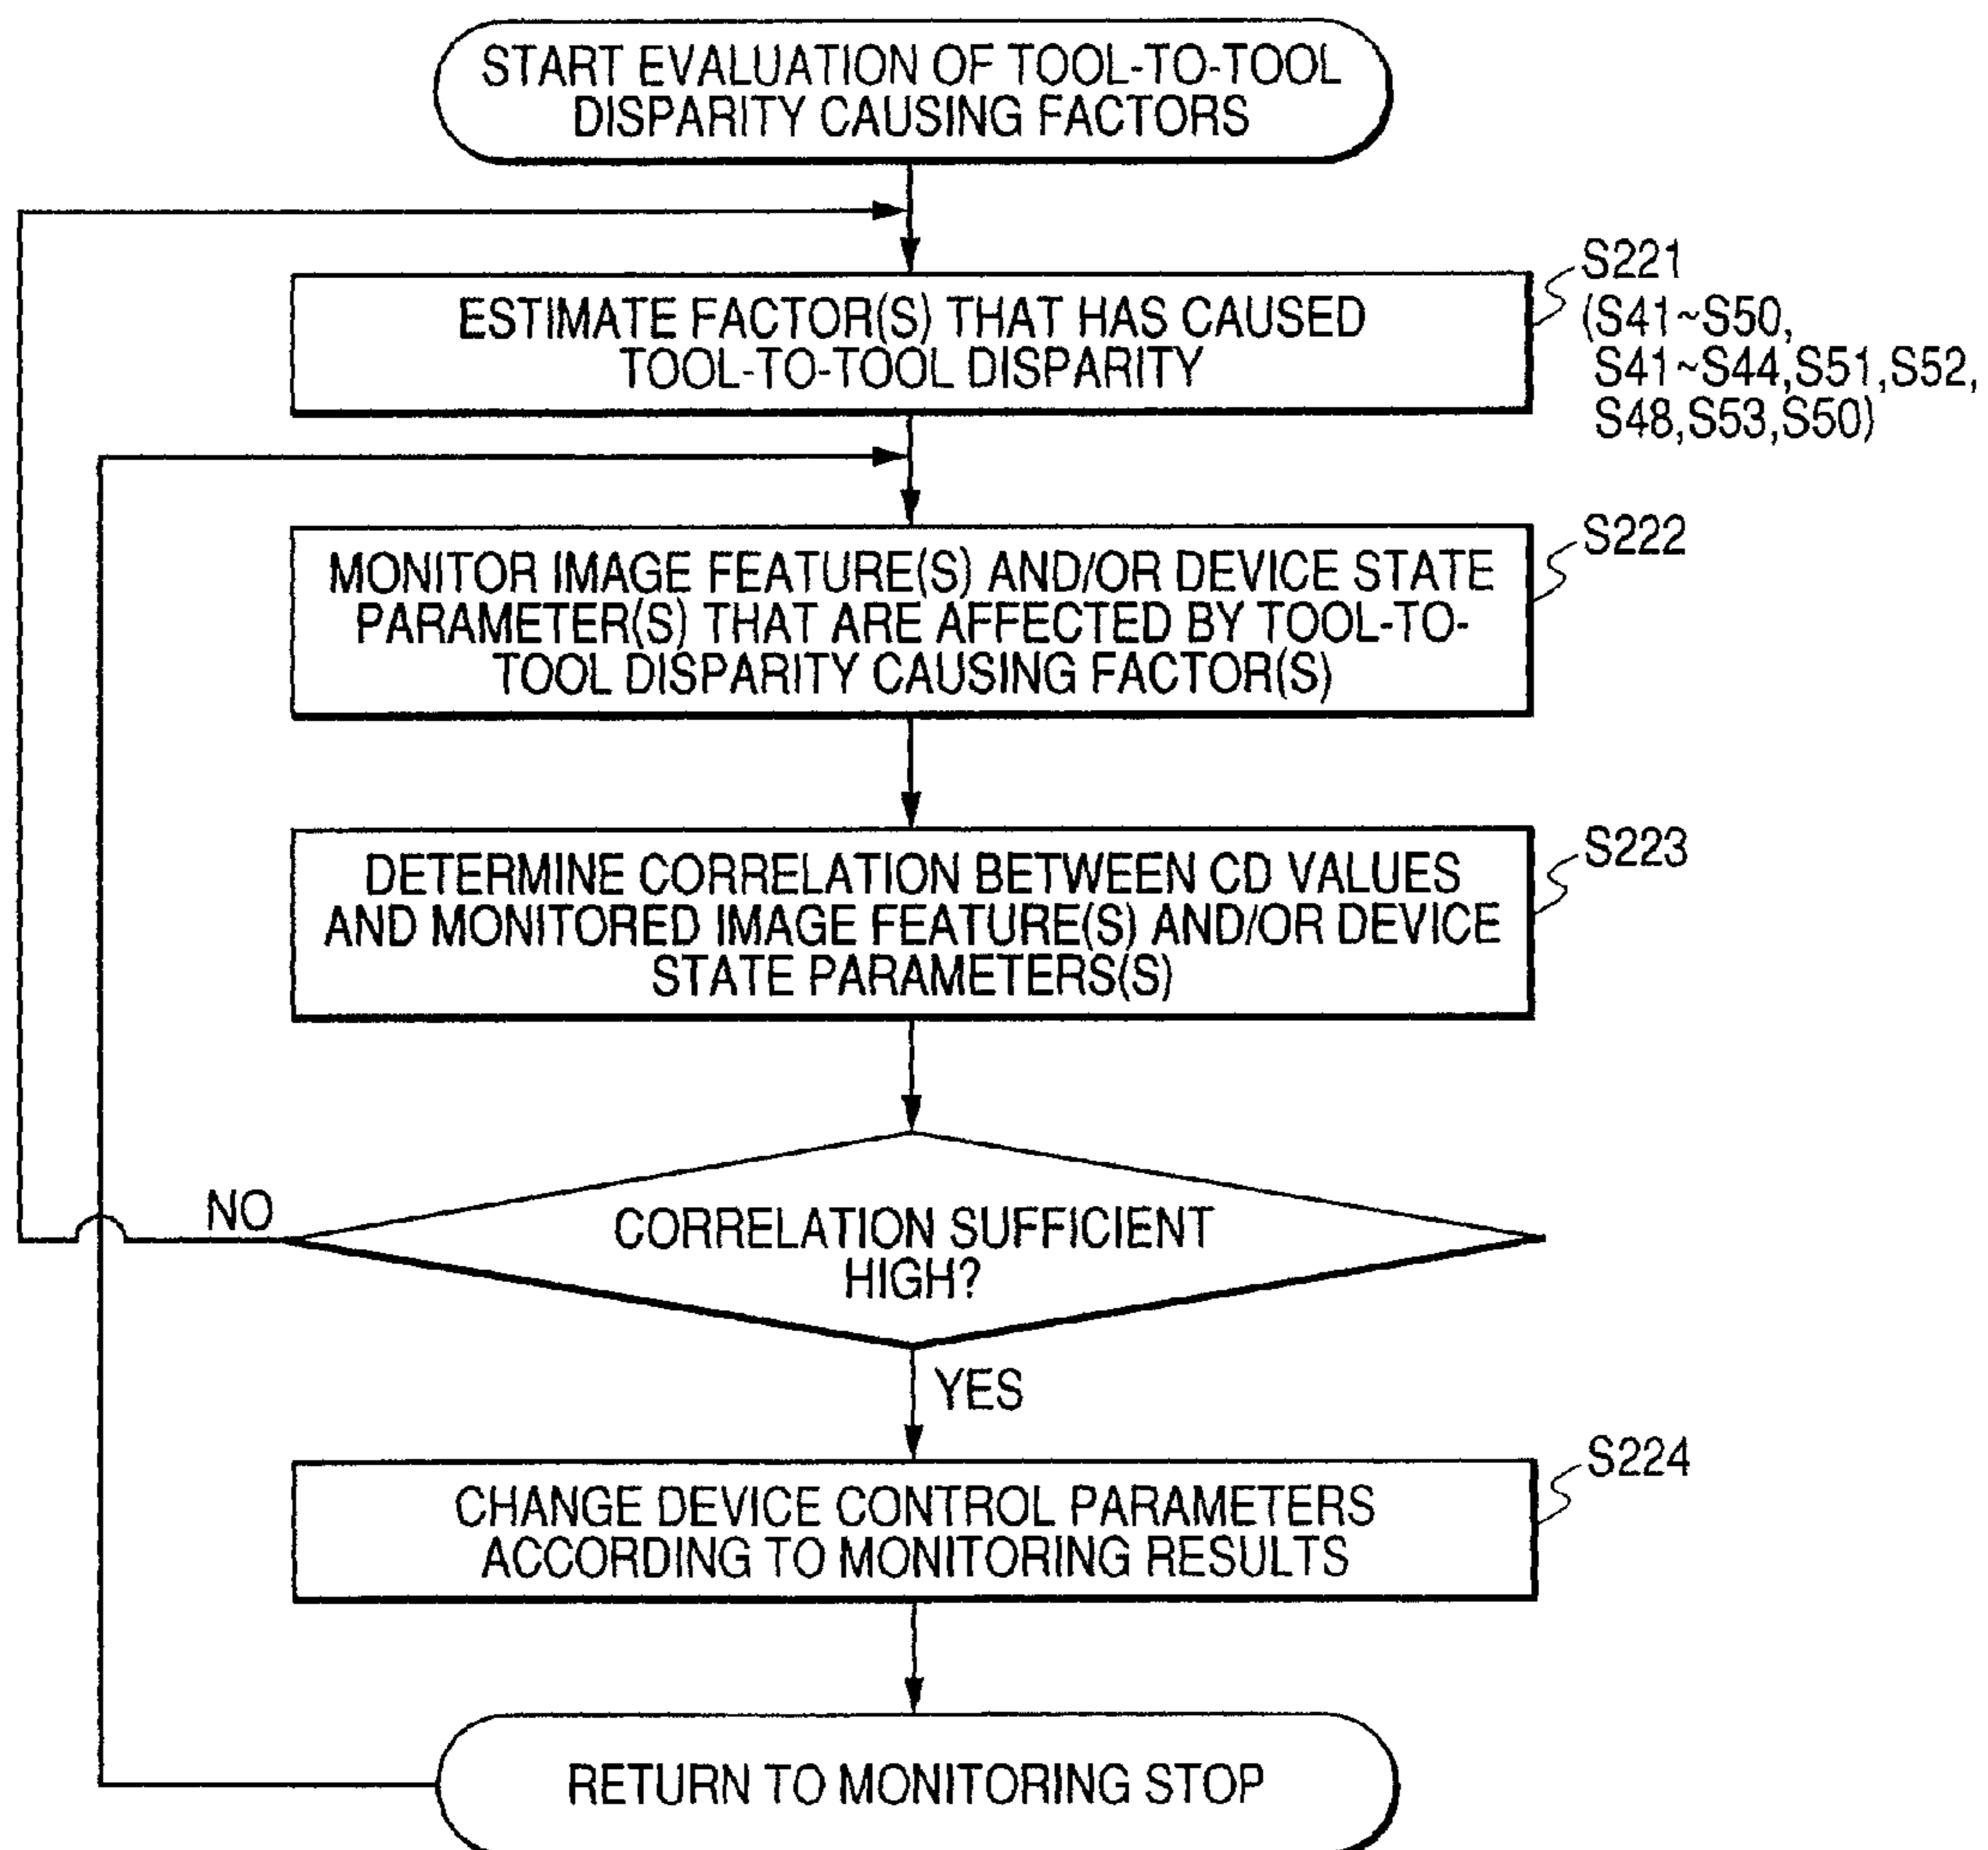 START EVALUATION OF TOOL-TO-TOOL
DISPARITY CAUSING FACTORS
S221
ESTIMATE FACTOR(S) THAT HAS CAUSED
TOOL-TO-TOOL DISPARITY
(S41~S50,
S41~S44,S51,S52,
S48,S53,S50)
S222
MONITOR IMAGE FEATURE(S) AND/OR DEVICE STATE
PARAMETER(S) THAT ARE AFFECTED BY TOOL-TO-
TOOL DISPARITY CAUSING FACTOR(S)
S223
DETERMINE CORRELATION BETWEEN CD VALUES
AND MONITORED IMAGE FEATURE(S) AND/OR DEVICE
STATE PARAMETERS(S)
NO
CORRELATION SUFFICIENT
HIGH?
YES
S224
CHANGE DEVICE CONTROL PARAMETERS
ACCORDING TO MONITORING RESULTS
RETURN TO MONITORING STOP